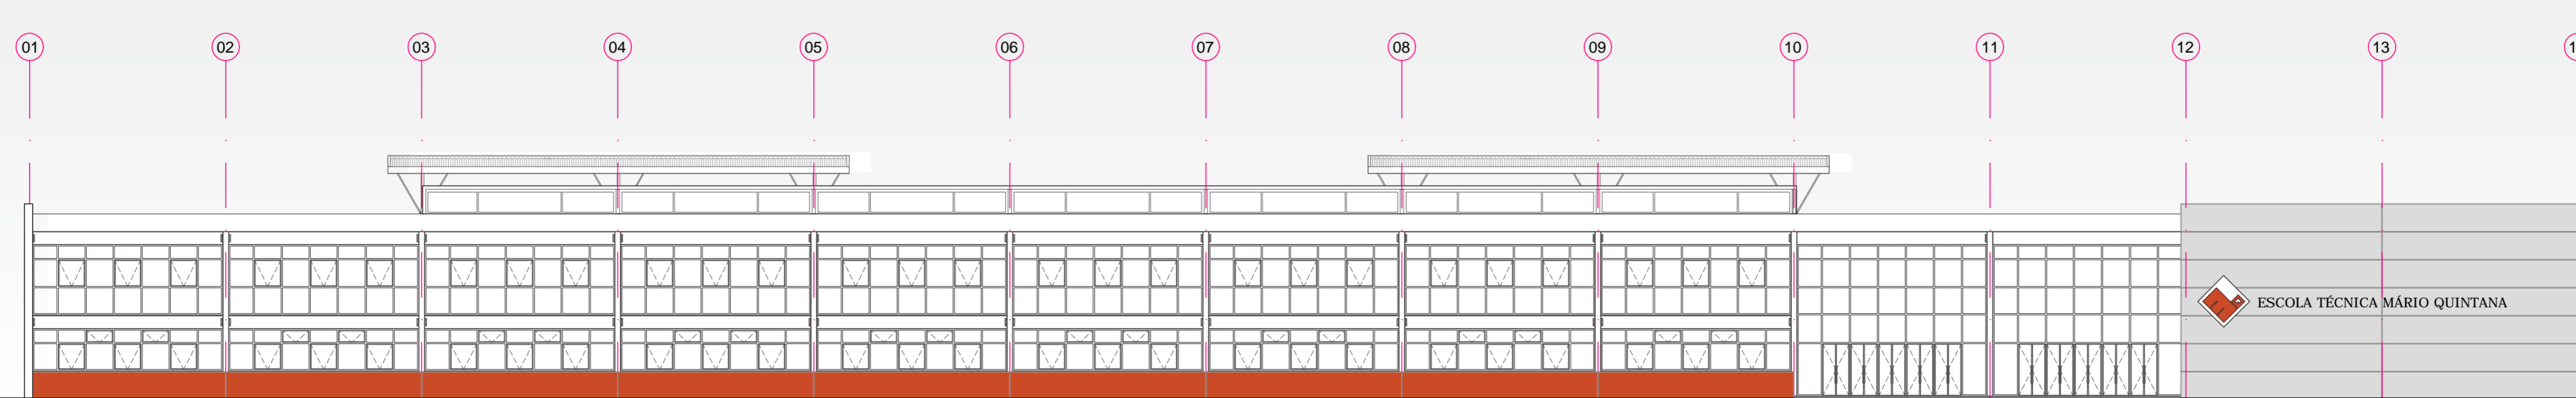 01 02 03 04 05 06 07 08 09 10 11 12 13
ESCOLA TÉCNICA MÁRIO QUINTANA